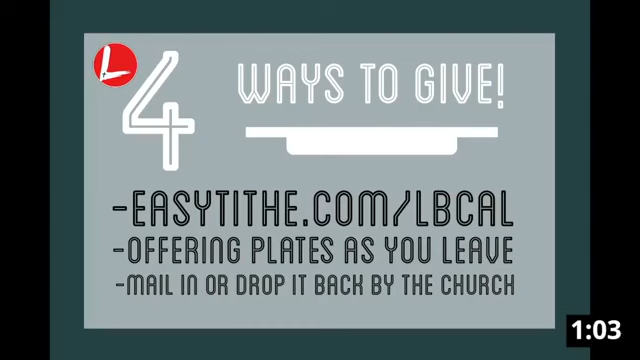 L
4 WAYS TO GIVE!
-EASYTITHE.COM/LBCAL
-OFFERING PLATES AS YOU LEAVE
-MAIL IN OR DROP IT BACK BY THE CHURCH
1:03